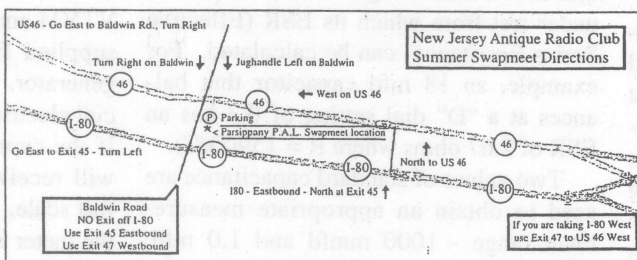 US46 - Go East to Baldwin Rd., Turn Right
New Jersey Antique Radio Club
Summer Swapmeet Directions
Turn Right on Baldwin
Jughandle Left on Baldwin
West on US 46
46
46
46
P Parking
Parsippany P.A.L. Swapmeet location
I-80
I-80
I-80
I-80
Go East to Exit 45 - Turn Left
North to US 46
I80 - Eastbound - North at Exit 45
Baldwin Road
NO Exit off I-80
Use Exit 45 Eastbound
Use Exit 47 Westbound
If you are taking I-80 West
use Exit 47 to US 46 West